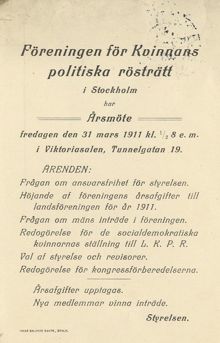 Föreningen för Kvinnans
politiska rösträtt
i Stockholm
har
Årsmöte
fredagen den 31 mars 1911 kl. ½ 8 e. m.
i Viktoriasalen, Tunnelgatan 19.
ÄRENDEN:
Frågan om ansvarsfrihet för styrelsen.
Höjande af föreningens årsafgifter till
landsföreningen för år 1911.
Frågan om mäns inträde i föreningen.
Redogörelse för de socialdemokratiska
kvinnornas ställning till L. K. P. R.
Val af styrelse och revisorer.
Redogörelse för kongressförberedelserna.
Årsafgifter upptagas.
Nya medlemmar vinna inträde.
Styrelsen.